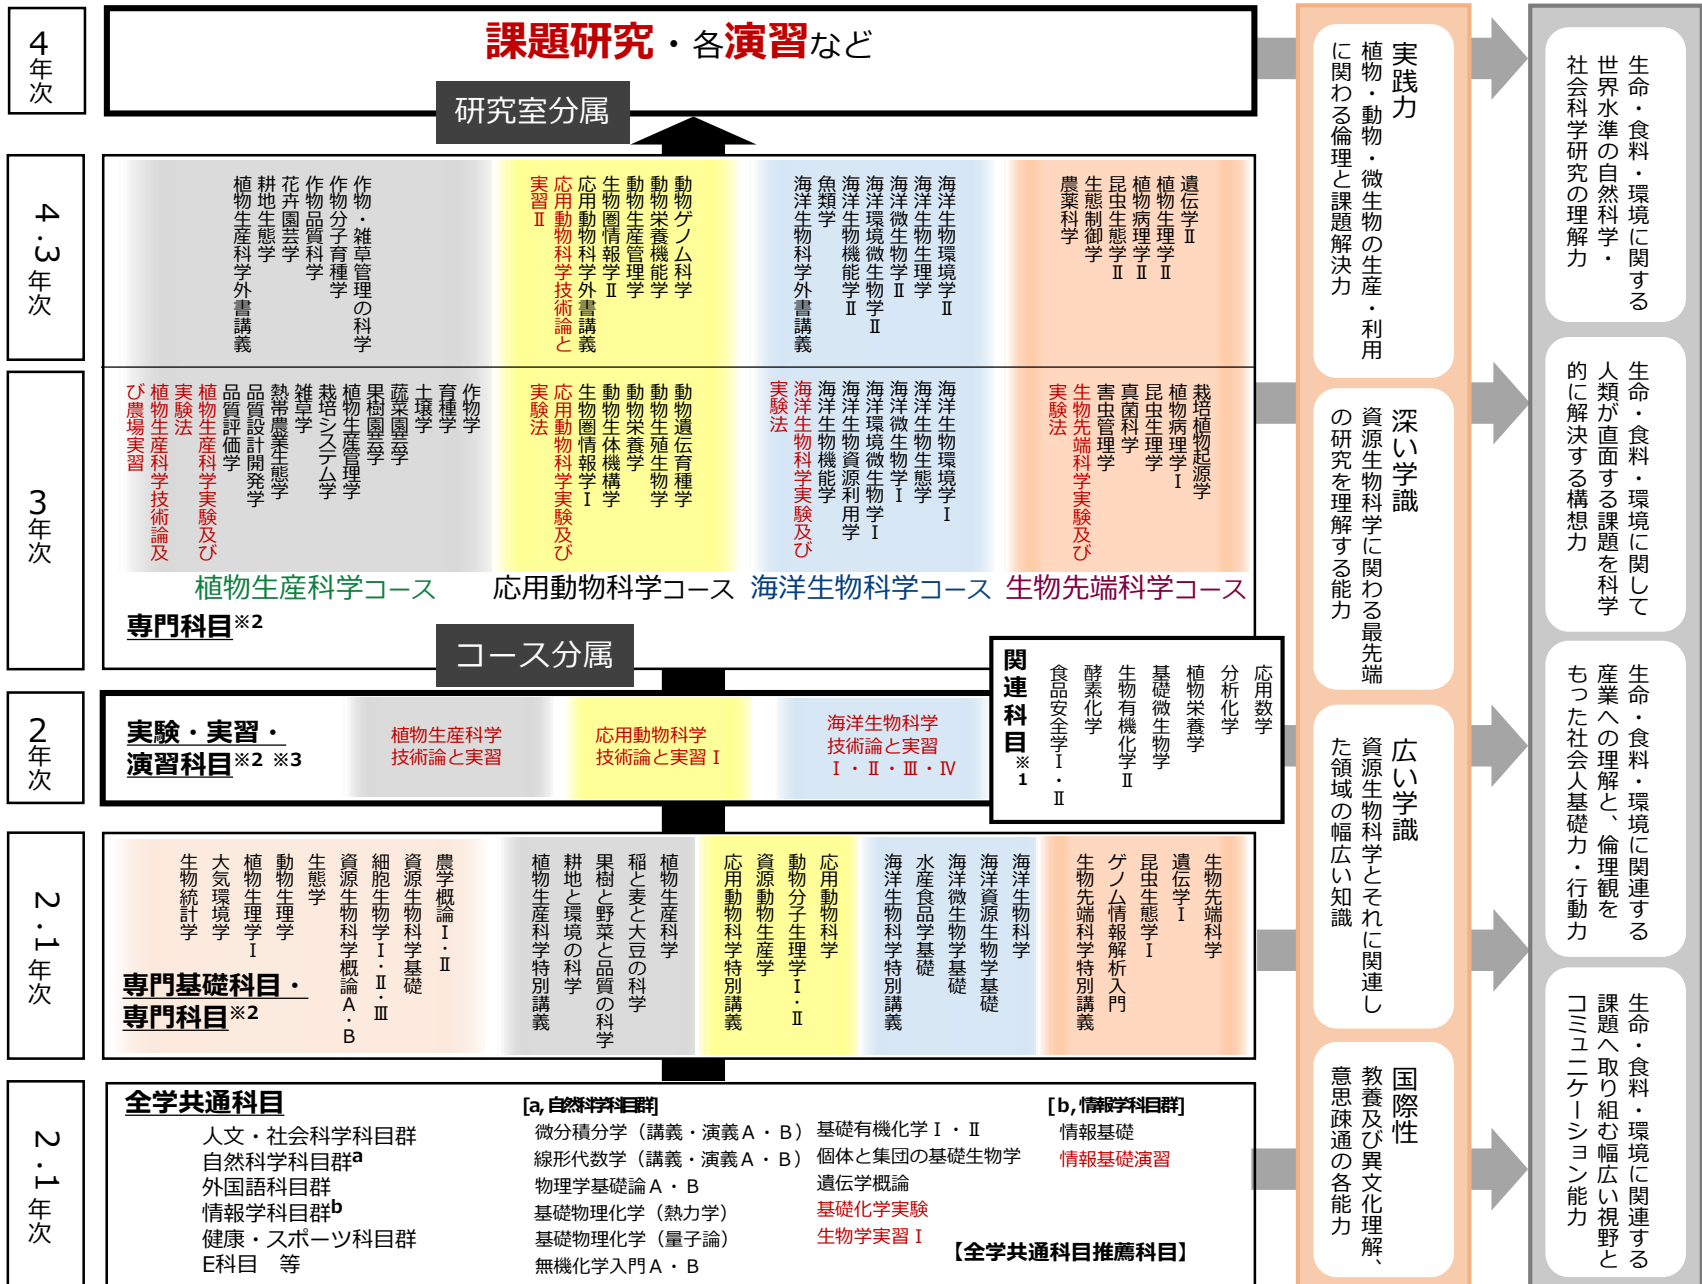 4年次
課題研究・各演習など
研究室分属
4・3年次
作物・雑草管理の科学
作物分子育種学
作物品質科学
花卉園芸学
耕地生態学
植物生産科学外書講義
動物ゲノム科学
動物栄養機能学
動物生産管理学
生物圏情報学Ⅱ
応用動物科学外書講義
応用動物科学技術論と
実習Ⅱ
海洋生物環境学Ⅱ
海洋生物生理学
海洋微生物学Ⅱ
海洋環境微生物学Ⅱ
海洋生物機能学Ⅱ
魚類学
海洋生物科学外書講義
遺伝学Ⅱ
植物生理学Ⅱ
植物病理学Ⅱ
昆虫生態学Ⅱ
生態制御学
農薬科学
3年次
作物学
育種学
土壌学
蔬菜園芸学
果樹園芸学
植物生産管理学
栽培システム学
雑草学
熱帯農業生態学
品質設計開発学
品質評価学
植物生産科学実験及び
実験法
植物生産科学技術論及
び農場実習
動物遺伝育種学
動物生殖生物学
動物栄養学
動物生体機構学
生物圏情報学Ⅰ
応用動物科学実験及び
実験法
海洋生物環境学Ⅰ
海洋生物生態学
海洋微生物学Ⅰ
海洋環境微生物学Ⅰ
海洋生物資源利用学
海洋生物機能学
海洋生物科学実験及び
実験法
栽培植物起源学
植物病理学Ⅰ
昆虫生理学
真菌科学
害虫管理学
生物先端科学実験及び
実験法
植物生産科学コース
応用動物科学コース
海洋生物科学コース
生物先端科学コース
専門科目※2
コース分属
2年次
実験・実習・
演習科目※2 ※3
植物生産科学
技術論と実習
応用動物科学
技術論と実習Ⅰ
海洋生物科学
技術論と実習
Ⅰ・Ⅱ・Ⅲ・Ⅳ
関連科目※1
応用数学
分析化学
植物栄養学
基礎微生物学
生物有機化学Ⅱ
酵素化学
食品安全学Ⅰ・Ⅱ
2・1年次
農学概論Ⅰ・Ⅱ
資源生物科学基礎
細胞生物学Ⅰ・Ⅱ・Ⅲ
資源生物科学概論A・B
生態学
動物生理学
植物生理学Ⅰ
大気環境学
生物統計学
専門基礎科目・
専門科目※2
植物生産科学
稲と麦と大豆の科学
果樹と野菜と品質の科学
耕地と環境の科学
植物生産科学特別講義
応用動物科学
動物分子生理学Ⅰ・Ⅱ
資源動物生産学
応用動物科学特別講義
海洋生物科学
海洋資源生物学基礎
海洋微生物学基礎
水産食品学基礎
海洋生物科学特別講義
生物先端科学
遺伝学Ⅰ
昆虫生態学Ⅰ
ゲノム情報解析入門
生物先端科学特別講義
2・1年次
全学共通科目
人文・社会科学科目群
自然科学科目群a
外国語科目群
情報学科目群b
健康・スポーツ科目群
E科目　等
[a,自然科学科目群]
微分積分学（講義・演義A・B）
線形代数学（講義・演義A・B）
物理学基礎論A・B
基礎物理化学（熱力学）
基礎物理化学（量子論）
無機化学入門A・B
基礎有機化学Ⅰ・Ⅱ
個体と集団の基礎生物学
遺伝学概論
基礎化学実験
生物学実習Ⅰ
[b,情報学科目群]
情報基礎
情報基礎演習
【全学共通科目推薦科目】
実践力
植物・動物・微生物の生産・利用
に関わる倫理と課題解決力
深い学識
資源生物科学に関わる最先端
の研究を理解する能力
広い学識
資源生物科学とそれに関連し
た領域の幅広い知識
国際性
教養及び異文化理解、
意思疎通の各能力
生命・食料・環境に関する
世界水準の自然科学・
社会科学研究の理解力
生命・食料・環境に関して
人類が直面する課題を科学
的に解決する構想力
生命・食料・環境に関連する
産業への理解と、倫理観を
もった社会人基礎力・行動力
生命・食料・環境に関連する
課題へ取り組む幅広い視野と
コミュニケーション能力